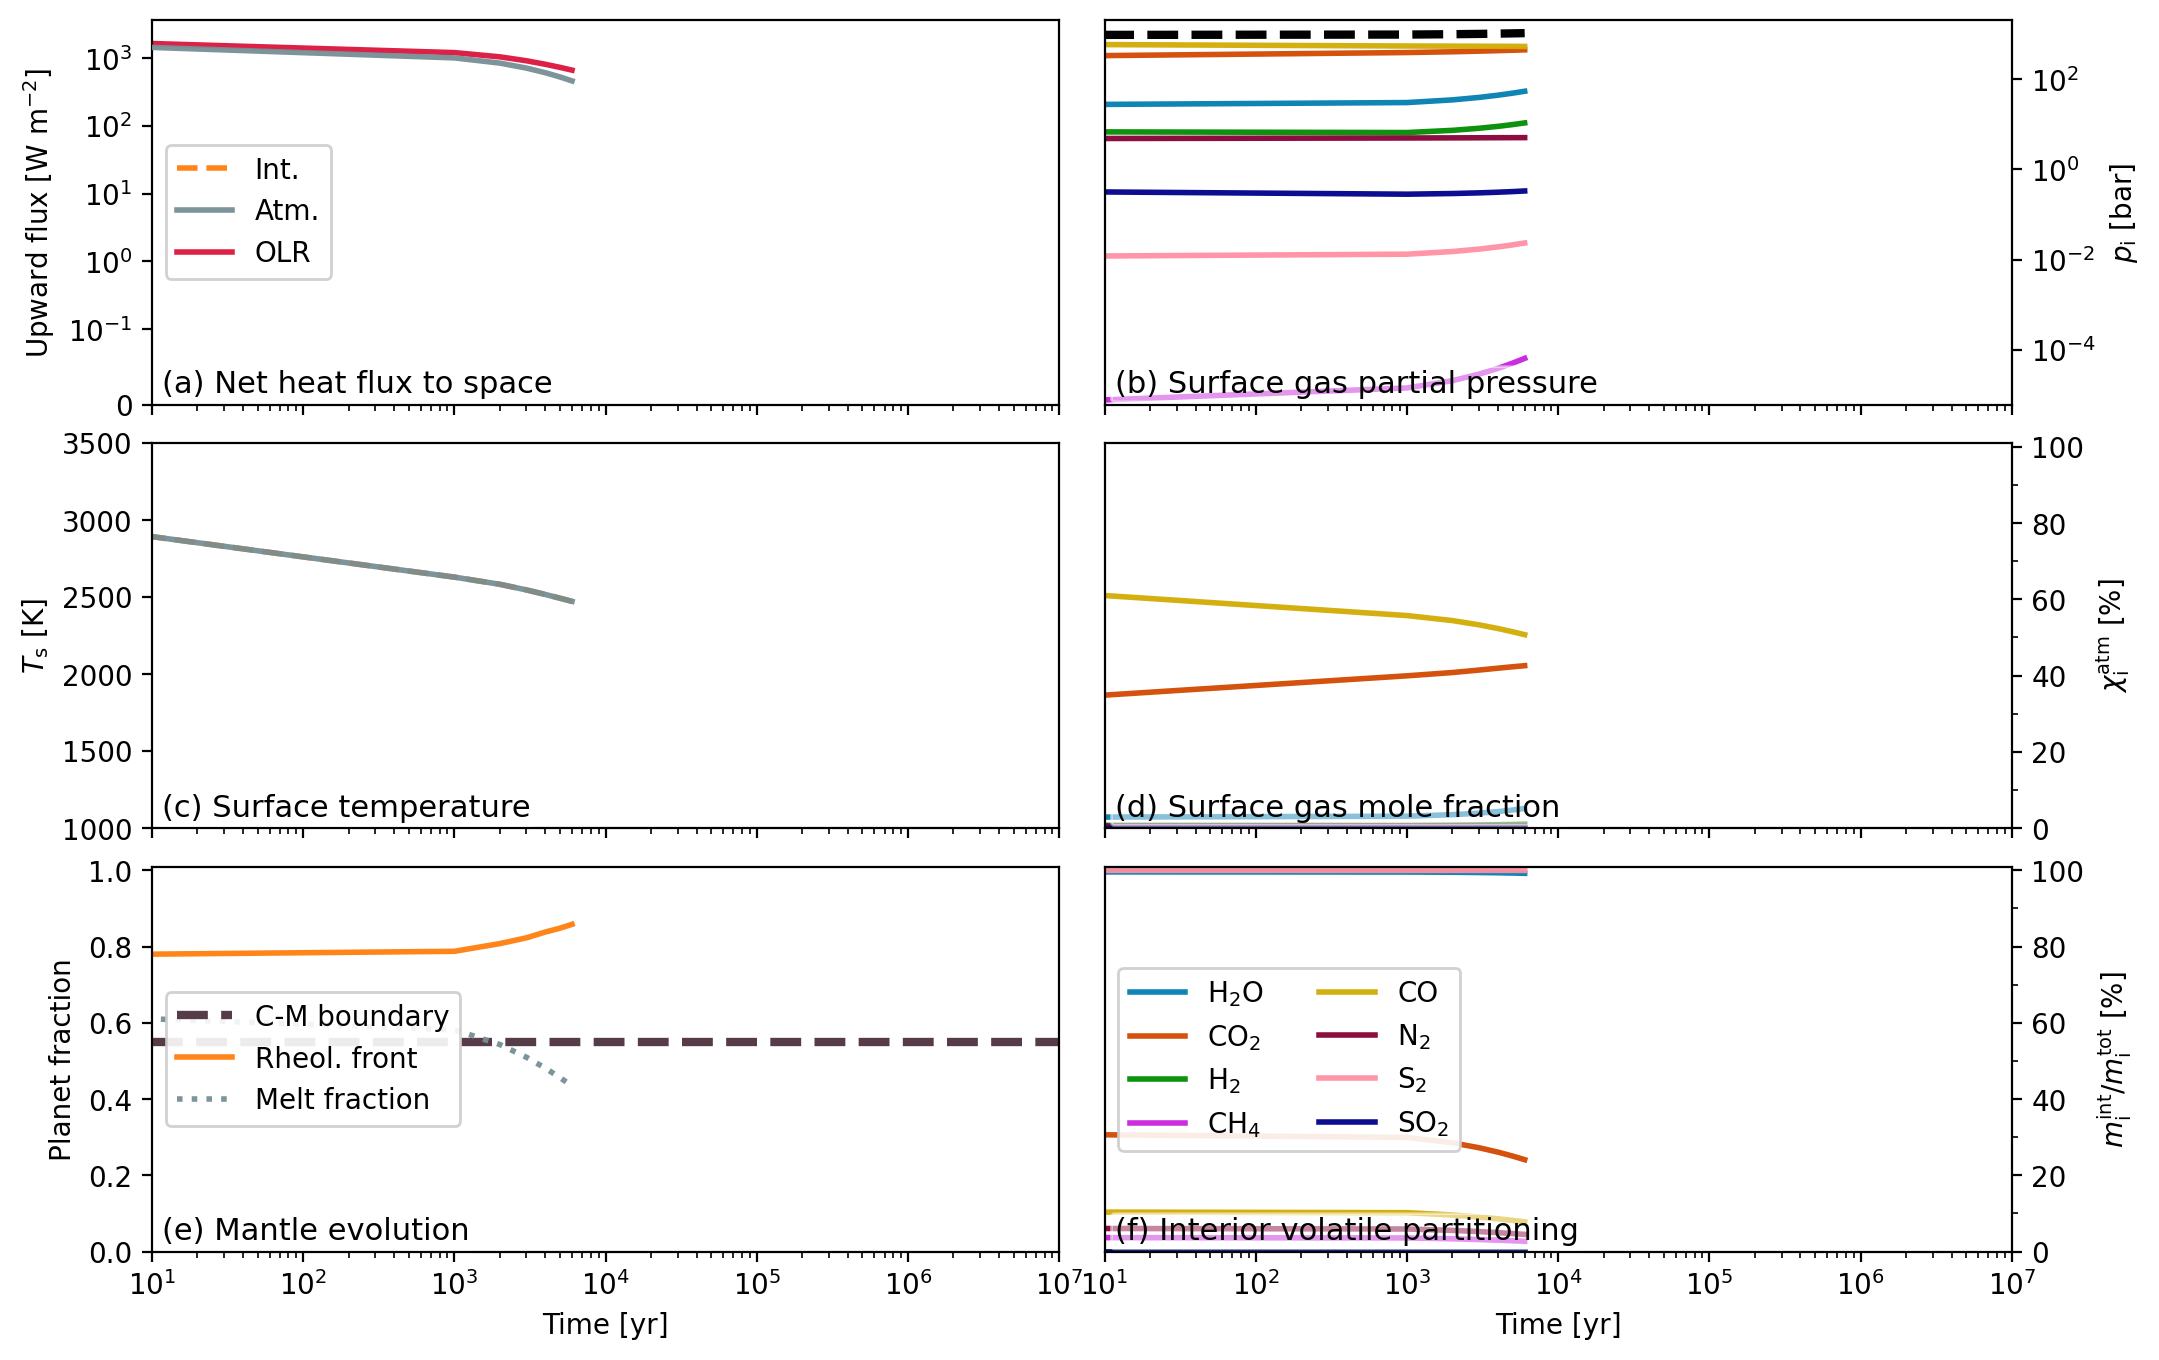 10³
10²
10¹
10⁰
10⁻¹
0
Upward flux [W m⁻²]
Int.
Atm.
OLR
(a) Net heat flux to space
10²
10⁰
10⁻²
10⁻⁴
pᵢ [bar]
(b) Surface gas partial pressure
3500
3000
2500
2000
1500
1000
Tₛ [K]
(c) Surface temperature
100
80
60
40
20
0
χᵢᵃᵗᵐ [%]
(d) Surface gas mole fraction
1.0
0.8
0.6
0.4
0.2
0.0
Planet fraction
C-M boundary
Rheol. front
Melt fraction
(e) Mantle evolution
10¹ 10² 10³ 10⁴ 10⁵ 10⁶ 10⁷
Time [yr]
100
80
60
40
20
0
mᵢⁱⁿᵗ/mᵢᵗᵒᵗ [%]
H₂O
CO₂
H₂
CH₄
CO
N₂
S₂
SO₂
(f) Interior volatile partitioning
10¹ 10² 10³ 10⁴ 10⁵ 10⁶ 10⁷
Time [yr]